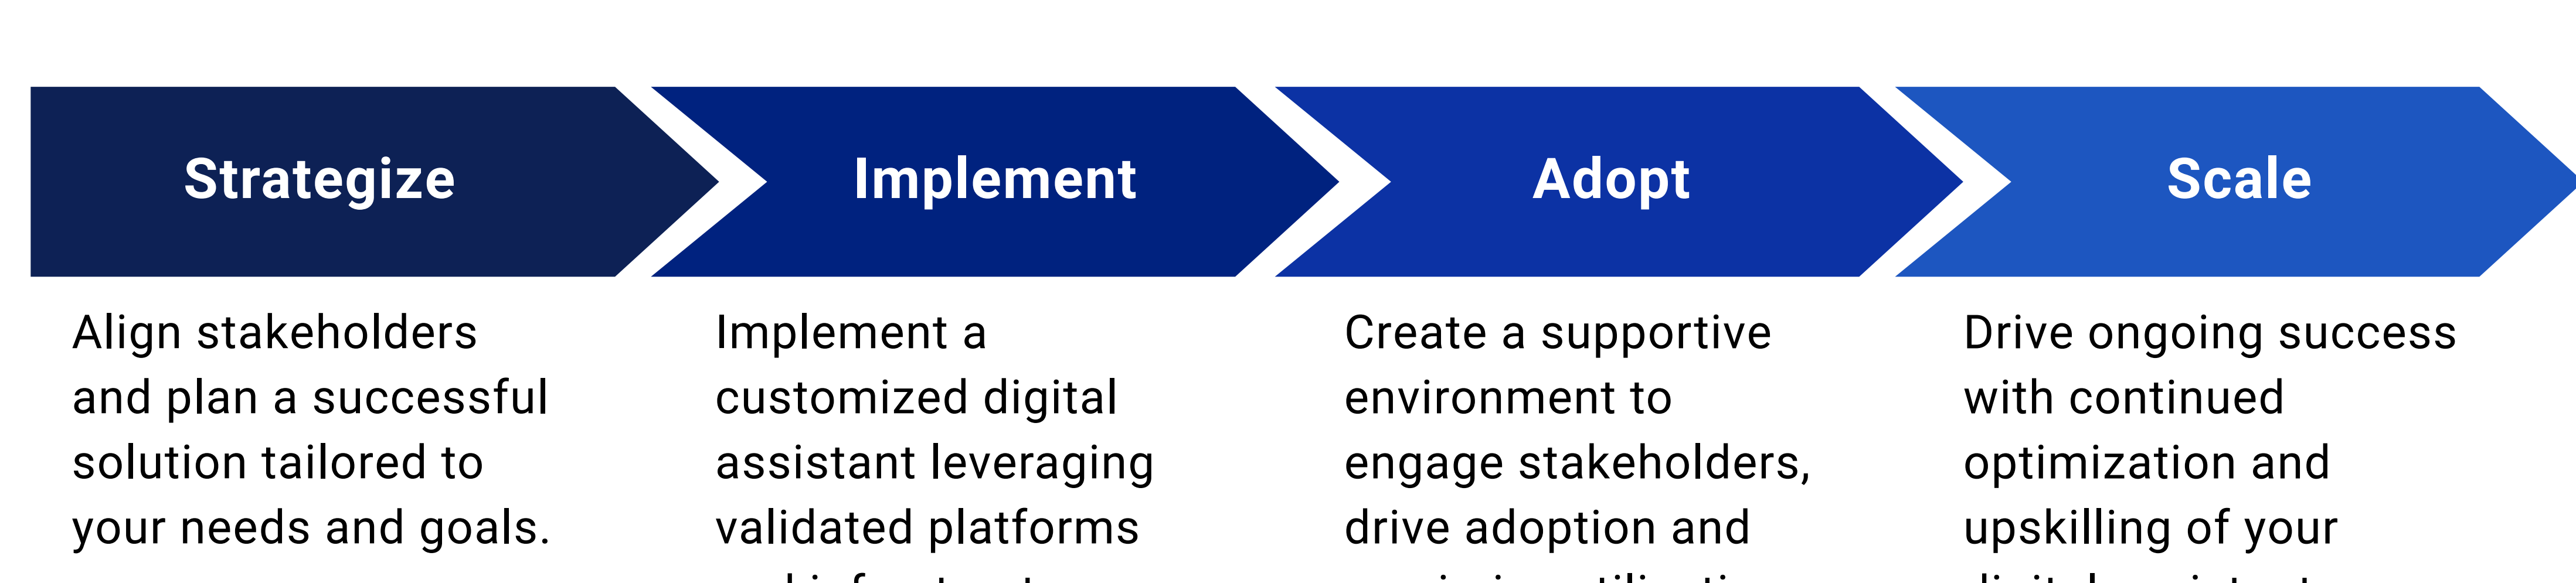 Strategize
Implement
Adopt
Scale
Align stakeholders
and plan a successful
solution tailored to
your needs and goals.
Implement a
customized digital
assistant leveraging
validated platforms
Create a supportive
environment to
engage stakeholders,
drive adoption and
Drive ongoing success
with continued
optimization and
upskilling of your